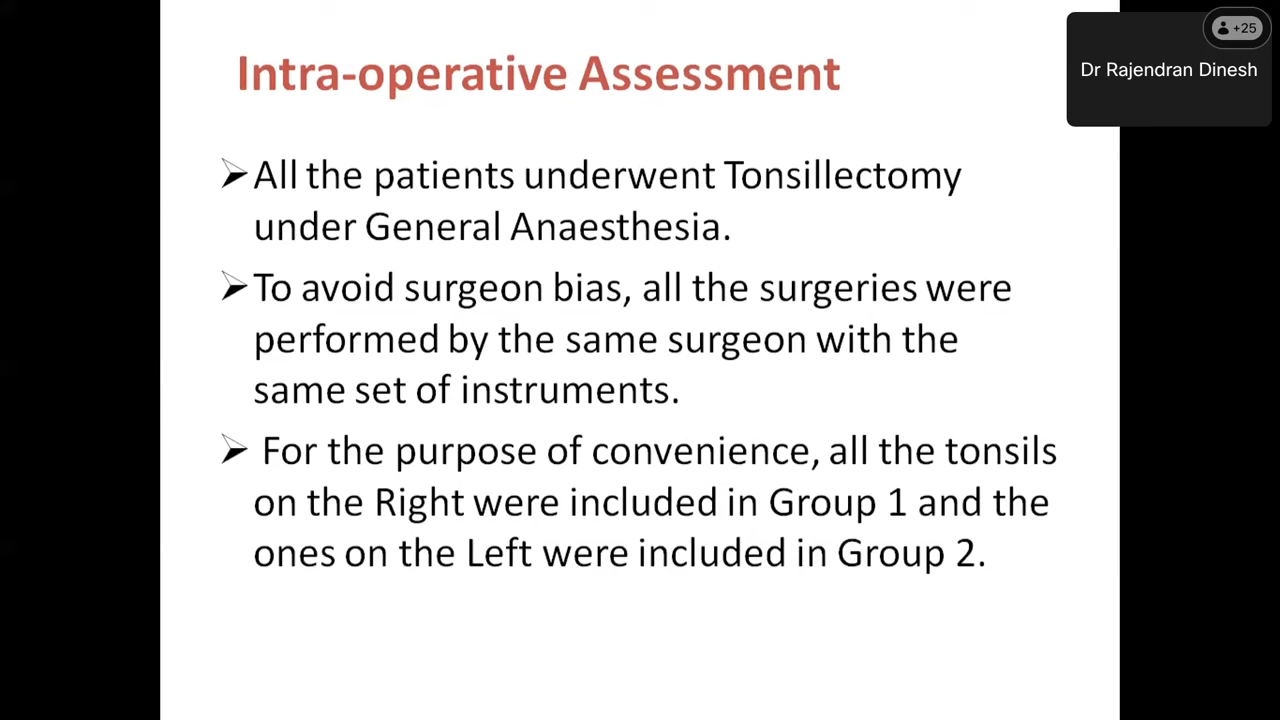 Intra-operative Assessment
+25
Dr Rajendran Dinesh
All the patients underwent Tonsillectomy
under General Anaesthesia.
To avoid surgeon bias, all the surgeries were
performed by the same surgeon with the
same set of instruments.
For the purpose of convenience, all the tonsils
on the Right were included in Group 1 and the
ones on the Left were included in Group 2.